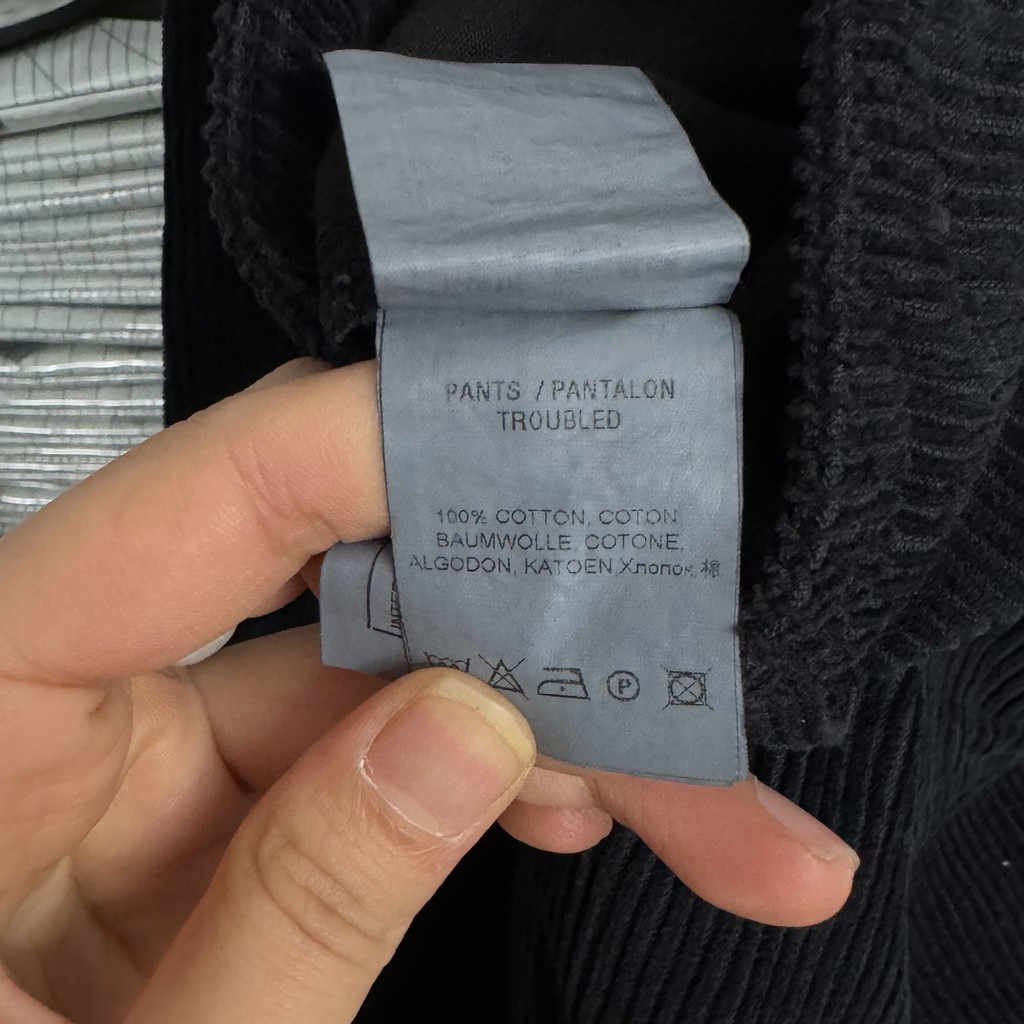 PANTS / PANTALON
TROUBLED
100% COTTON, COTON
BAUMWOLLE, COTONE,
ALGODON, KATOEN, Хлопок, 棉
P